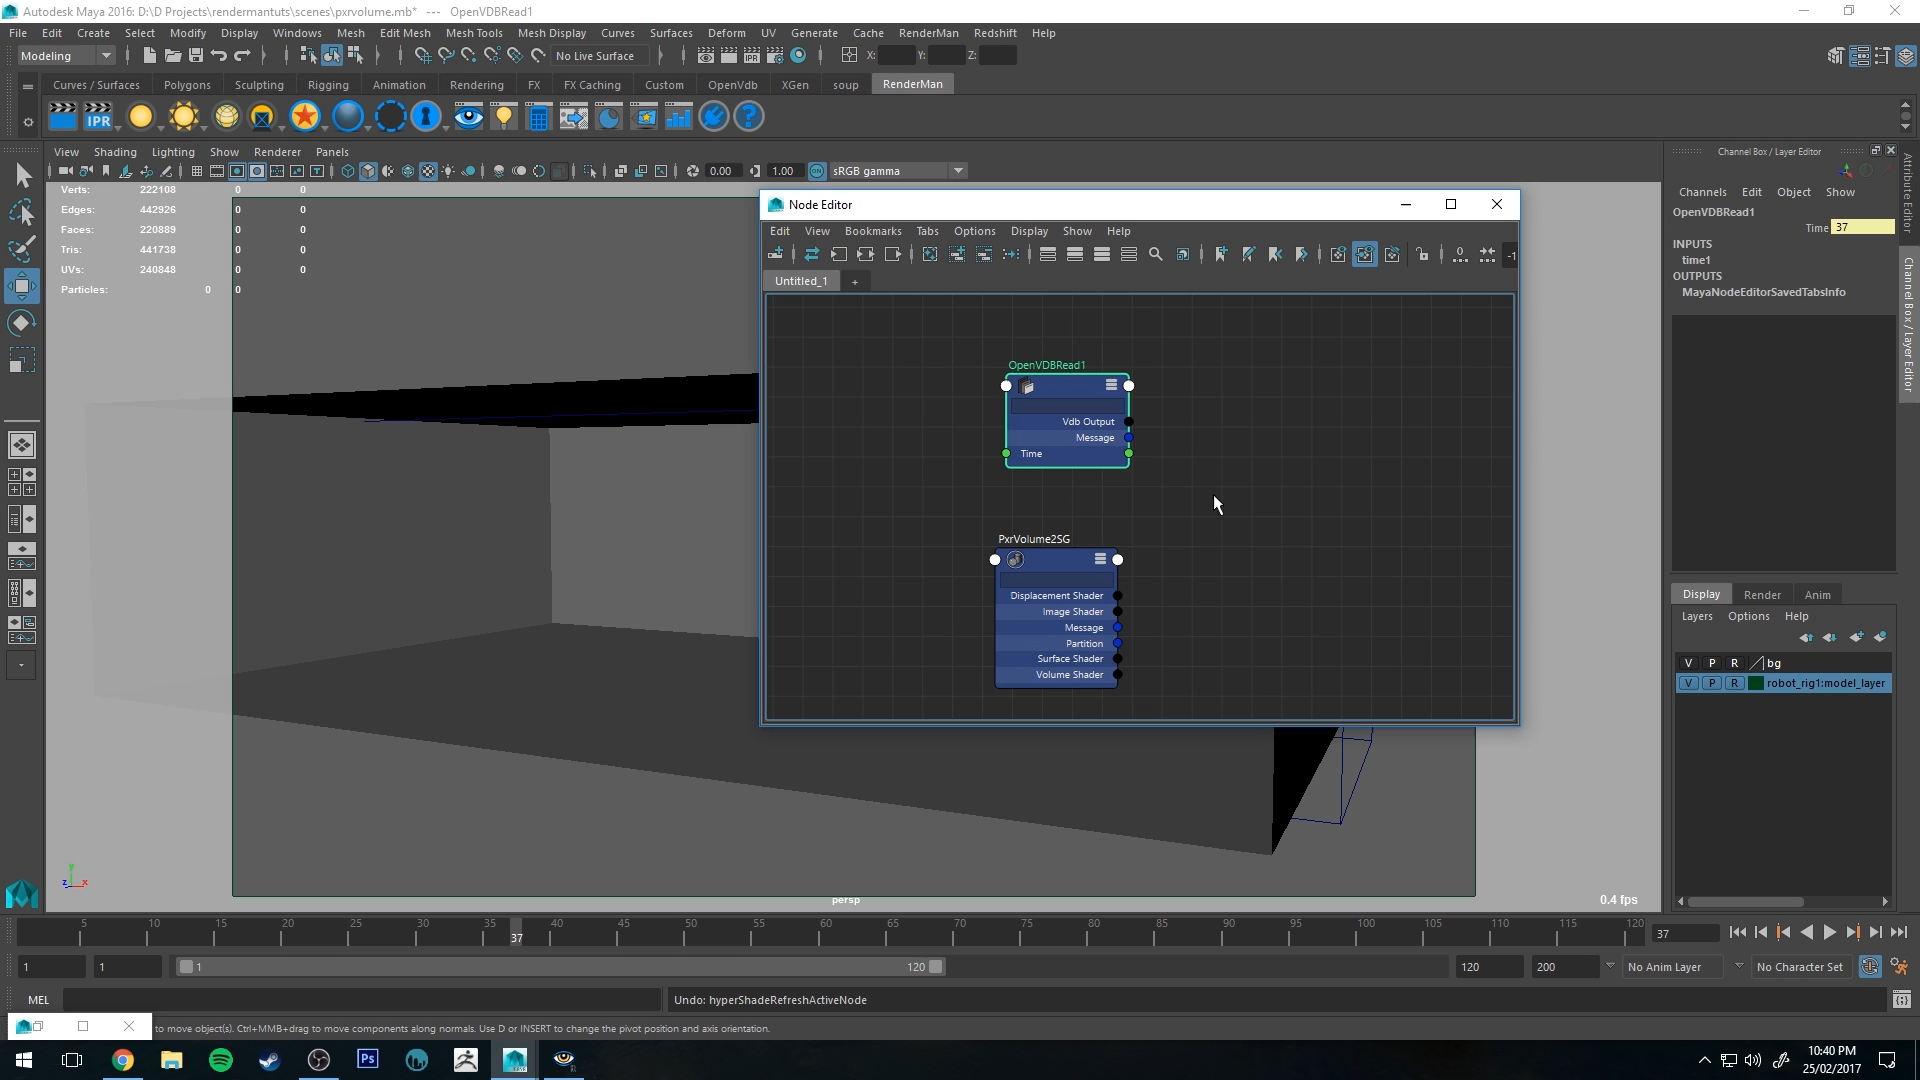 Autodesk Maya 2016: D:\D Projects\rendermantuts\scenes\pxrvolume.mb* --- OpenVDBRead1
File Edit Create Select Modify Display Windows Mesh Edit Mesh Mesh Tools Mesh Display Curves Surfaces Deform UV Generate Cache RenderMan Redshift Help
Modeling No Live Surface X: Y: Z:
Curves / Surfaces Polygons Sculpting Rigging Animation Rendering FX FX Caching Custom OpenVdb XGen soup RenderMan
IPR
View Shading Lighting Show Renderer Panels
0.00 1.00 sRGB gamma
Verts: 222108 0 0
Edges: 442926 0 0
Faces: 220889 0 0
Tris: 441738 0 0
UVs: 240848 0 0
Particles: 0 0
Node Editor
Edit View Bookmarks Tabs Options Display Show Help
-1
Untitled_1 +
OpenVDBRead1
Vdb Output
Message
Time
PxrVolume2SG
Displacement Shader
Image Shader
Message
Partition
Surface Shader
Volume Shader
persp
0.4 fps
Channel Box / Layer Editor
Channels Edit Object Show
OpenVDBRead1
Time 37
INPUTS
time1
OUTPUTS
MayaNodeEditorSavedTabsInfo
Attribute Editor
Channel Box / Layer Editor
Display Render Anim
Layers Options Help
V P R bg
V P R robot_rig1:model_layer
5 10 15 20 25 30 35 40 45 50 55 60 65 70 75 80 85 90 95 100 105 110 115 120
37
37
1 1 1 120 120 200 No Anim Layer No Character Set
MEL Undo: hyperShadeRefreshActiveNode
to move object(s). Ctrl+MMB+drag to move components along normals. Use D or INSERT to change the pivot position and axis orientation.
Ps
10:40 PM
25/02/2017